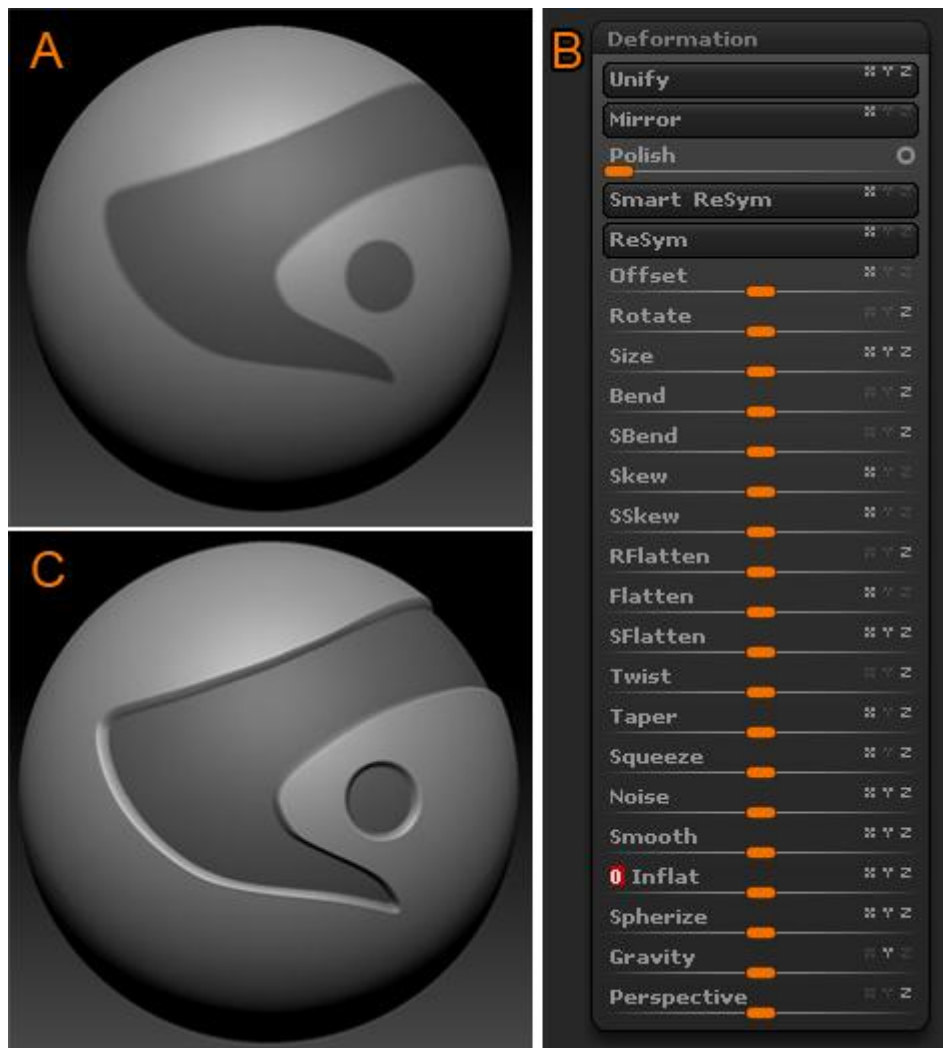 A
B
Deformation
Unify X Y Z
Mirror X Y Z
Polish
Smart ReSym X Y Z
ReSym X Y Z
Offset X Y Z
Rotate X Y Z
Size X Y Z
Bend X Y Z
SBend X Y Z
Skew X Y Z
SSkew X Y Z
RFlatten X Y Z
Flatten X Y Z
SFlatten X Y Z
Twist X Y Z
Taper X Y Z
Squeeze X Y Z
Noise X Y Z
Smooth X Y Z
0 Inflat X Y Z
Spherize X Y Z
Gravity X Y Z
Perspective X Y Z
C